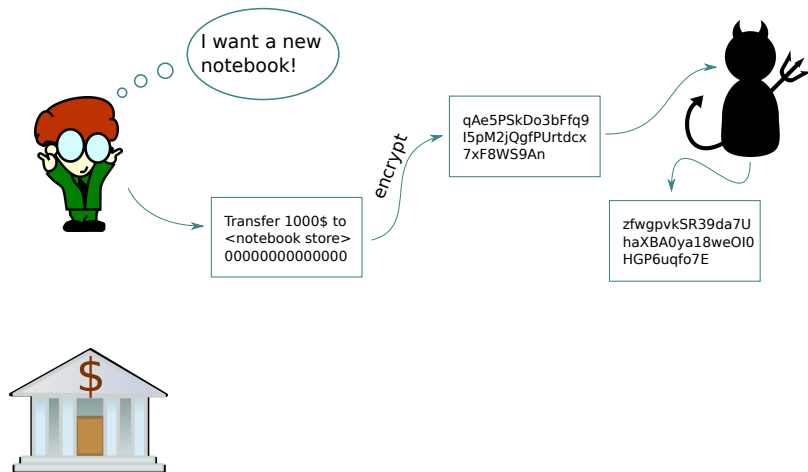 I want a new
notebook!
Transfer 1000$ to
<notebook store>
00000000000000
encrypt
qAe5PSkDo3bFfq9
I5pM2jQgfPUrtdcx
7xF8WS9An
zfwgpvkSR39da7U
haXBA0ya18weOI0
HGP6uqfo7E
$